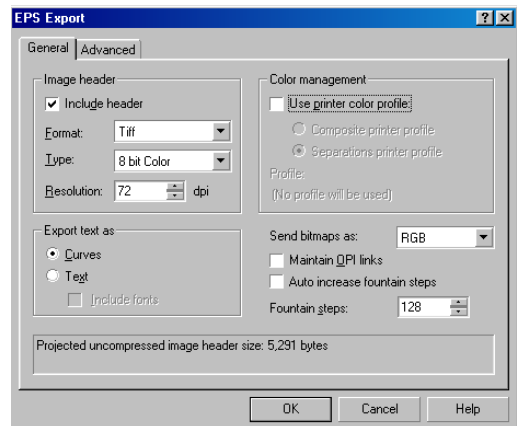 EPS Export
General
Advanced
Image header
Include header
Format: Tiff
Type: 8 bit Color
Resolution: 72 dpi
Export text as
Curves
Text
Include fonts
Color management
Use printer color profile:
Composite printer profile
Separations printer profile
Profile:
(No profile will be used)
Send bitmaps as: RGB
Maintain OPI links
Auto increase fountain steps
Fountain steps: 128
Projected uncompressed image header size: 5,291 bytes
OK
Cancel
Help